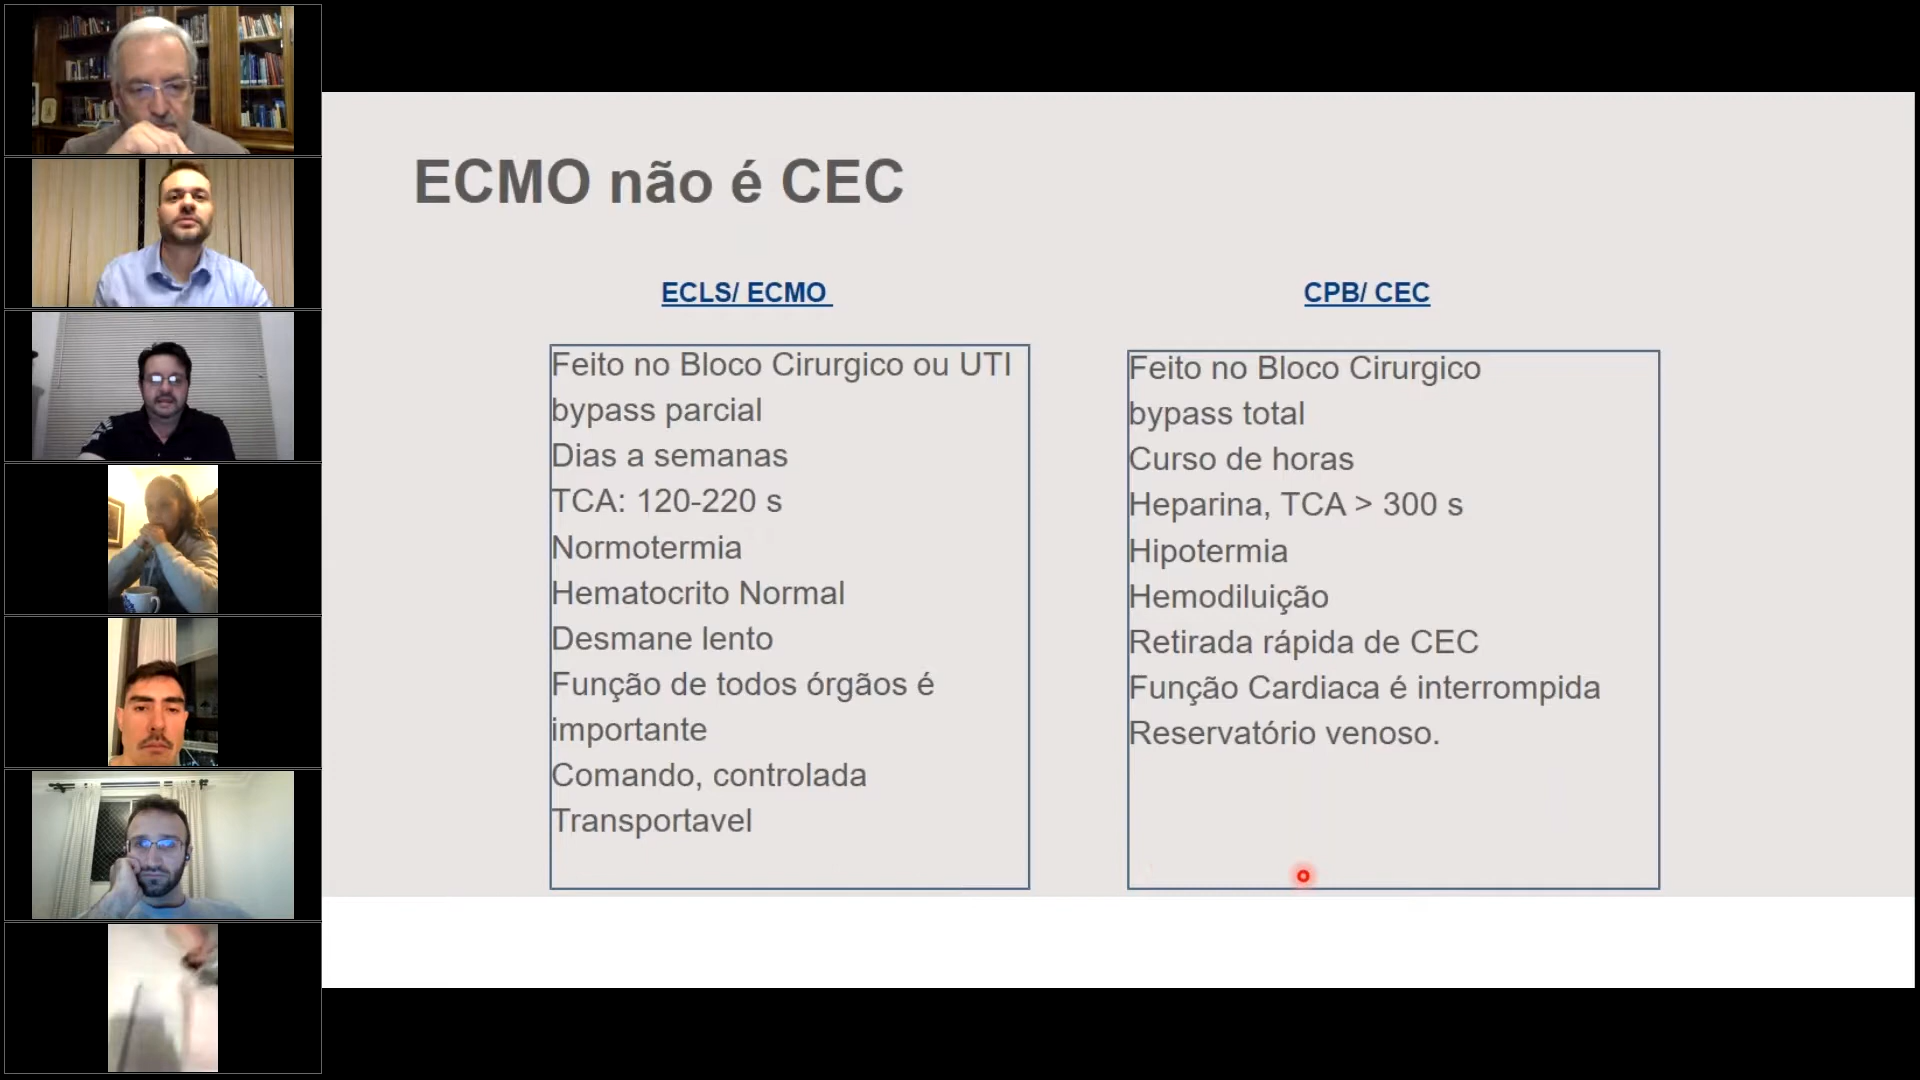 ECMO não é CEC
ECLS/ ECMO
Feito no Bloco Cirurgico ou UTI
bypass parcial
Dias a semanas
TCA: 120-220 s
Normotermia
Hematocrito Normal
Desmane lento
Função de todos órgãos é
importante
Comando, controlada
Transportavel
CPB/ CEC
Feito no Bloco Cirurgico
bypass total
Curso de horas
Heparina, TCA > 300 s
Hipotermia
Hemodiluição
Retirada rápida de CEC
Função Cardiaca é interrompida
Reservatório venoso.